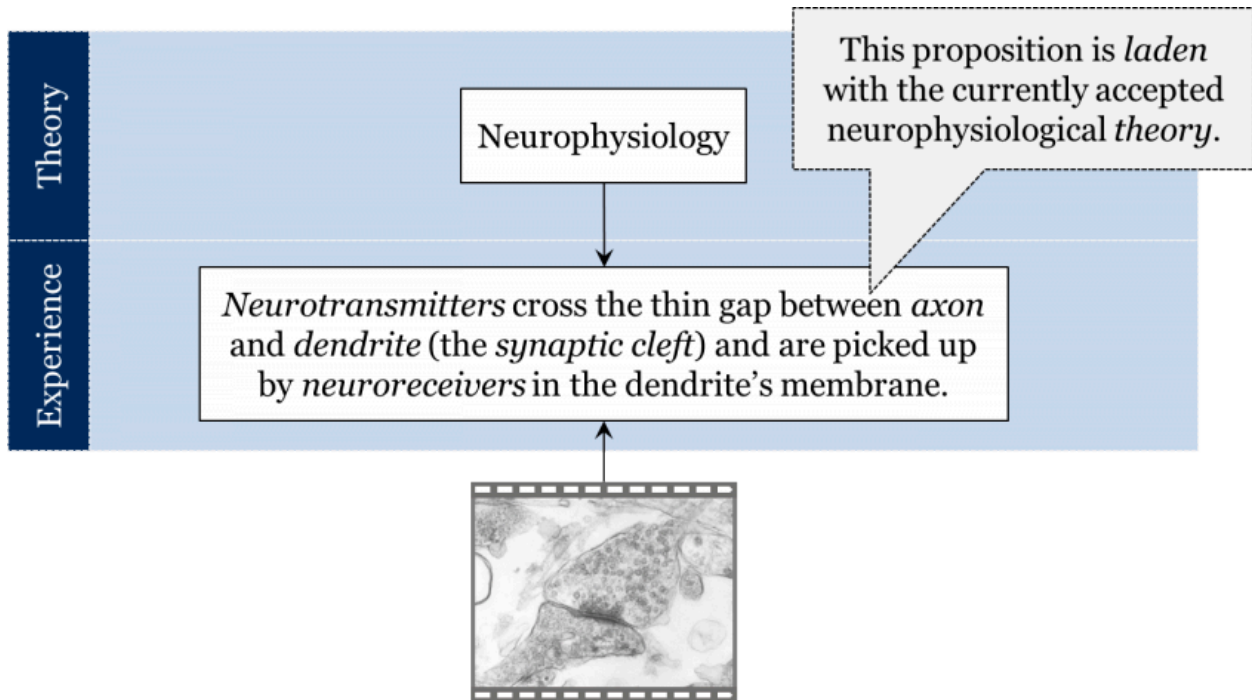 This proposition is laden
with the currently accepted
neurophysiological theory.
Theory
Neurophysiology
Experience
Neurotransmitters cross the thin gap between axon
and dendrite (the synaptic cleft) and are picked up
by neuroreceivers in the dendrite’s membrane.